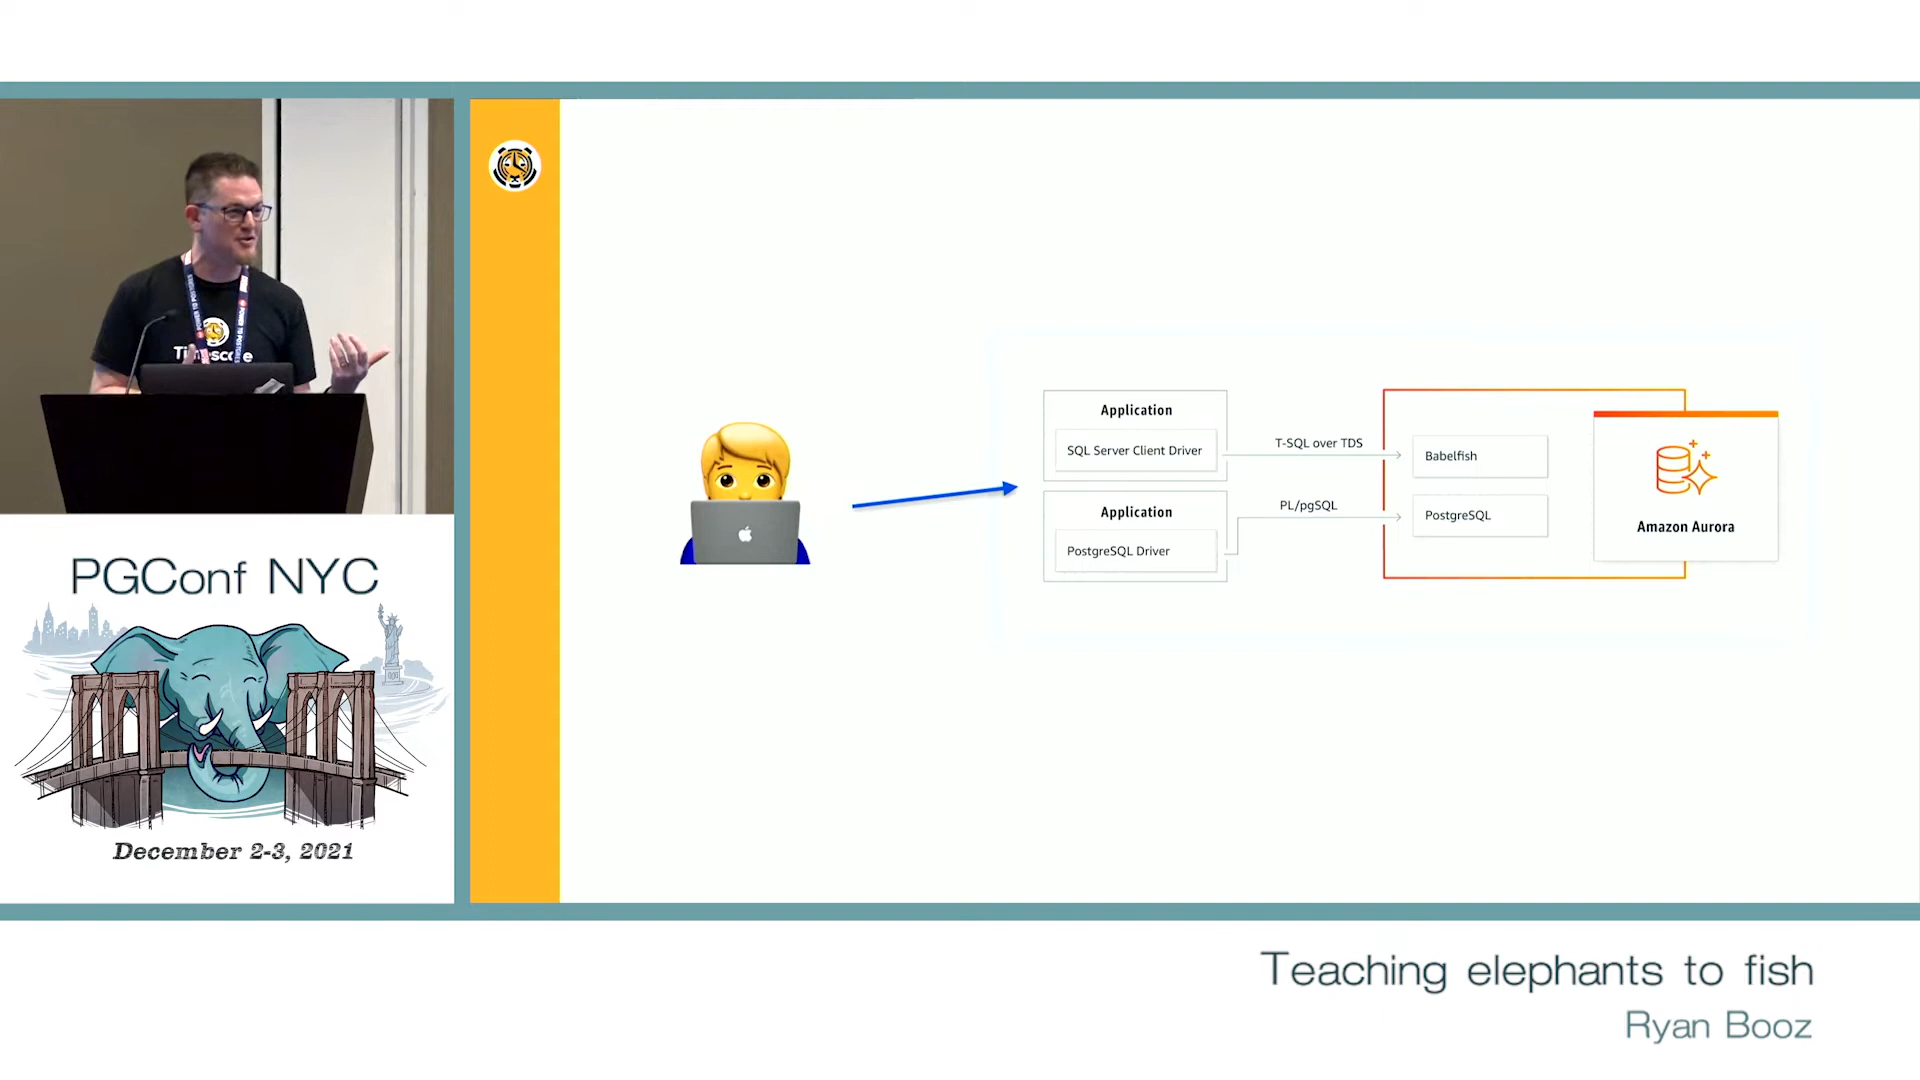 Timescale
PGConf NYC
December 2-3, 2021
Application
SQL Server Client Driver
Application
PostgreSQL Driver
T-SQL over TDS
PL/pgSQL
Babelfish
PostgreSQL
Amazon Aurora
Teaching elephants to fish
Ryan Booz